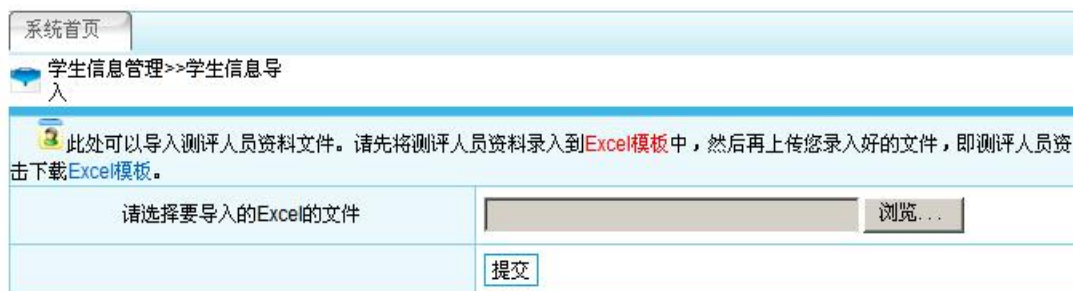 系统首页
学生信息管理>>学生信息导
入
此处可以导入测评人员资料文件。请先将测评人员资料录入到Excel模板中，然后再上传您录入好的文件，即测评人员资
击下载Excel模板。
请选择要导入的Excel的文件
浏览...
提交